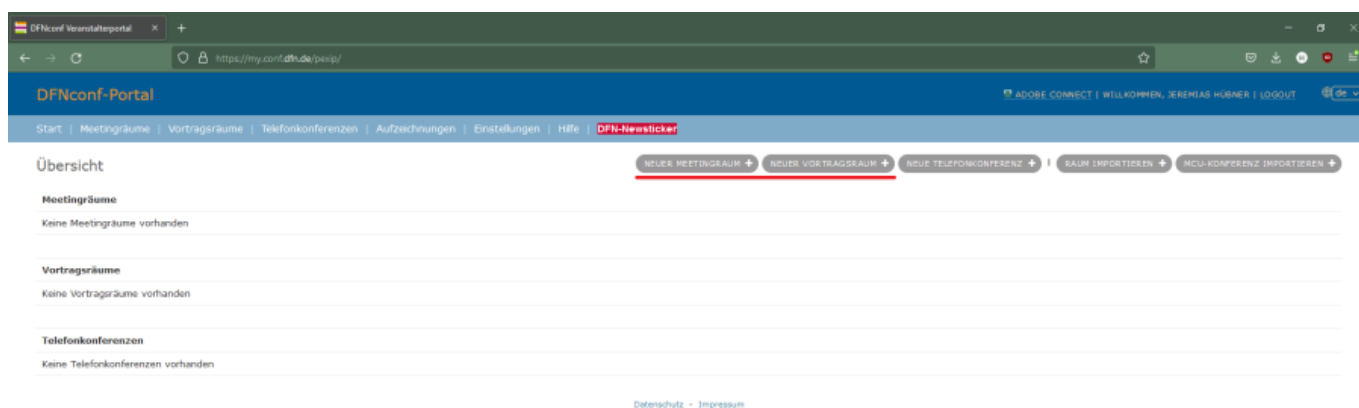 DFNconf Veranstalterportal
https://my.conf.dfn.de/pexip/
DFNconf-Portal
ADOBE CONNECT | WILLKOMMEN, JEREMIAS HÜBNER | LOGOUT
de
Start | Meetingräume | Vortragsräume | Telefonkonferenzen | Aufzeichnungen | Einstellungen | Hilfe | DFN-Newsticker
Übersicht
NEUER MEETINGRAUM + NEUER VORTRAGSRAUM + NEUE TELEFONKONFERENZ + | RAUM IMPORTIEREN + MCU-KONFERENZ IMPORTIEREN +
Meetingräume
Keine Meetingräume vorhanden
Vortragsräume
Keine Vortragsräume vorhanden
Telefonkonferenzen
Keine Telefonkonferenzen vorhanden
Datenschutz - Impressum